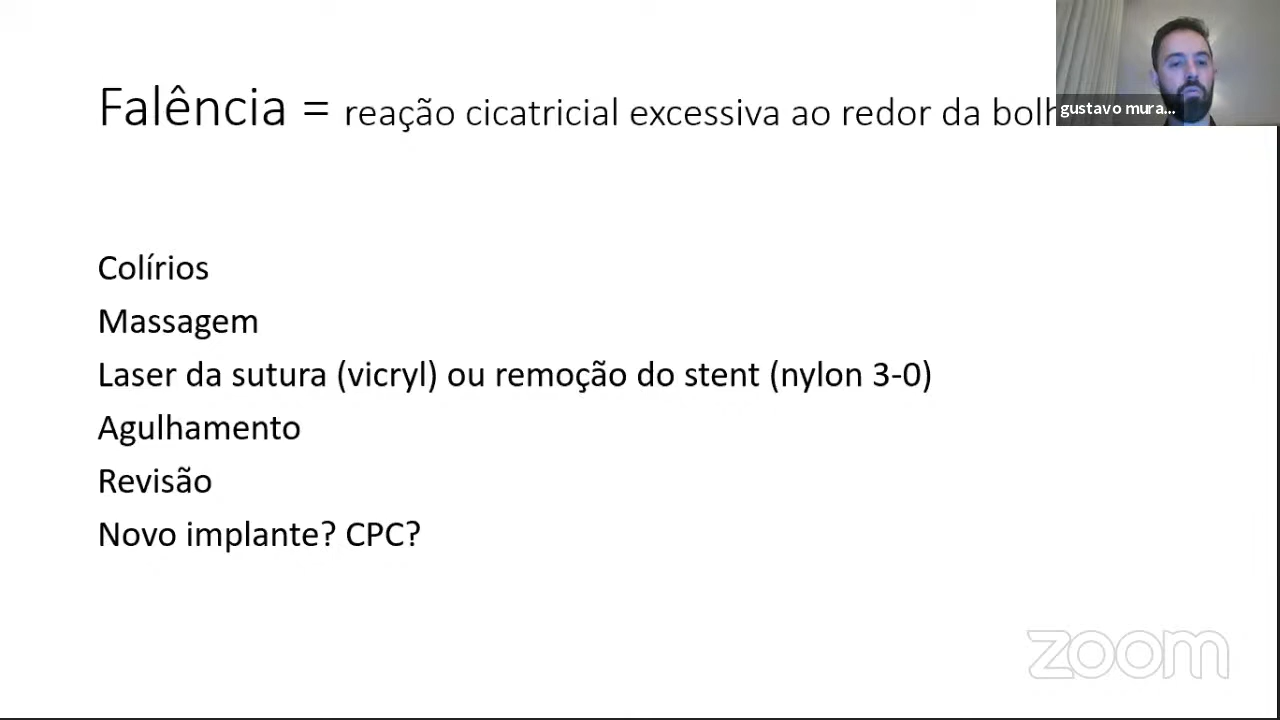 Falência = reação cicatricial excessiva ao redor da
gustavo mura...
Colírios
Massagem
Laser da sutura (vicryl) ou remoção do stent (nylon 3-0)
Agulhamento
Revisão
Novo implante? CPC?
zoom